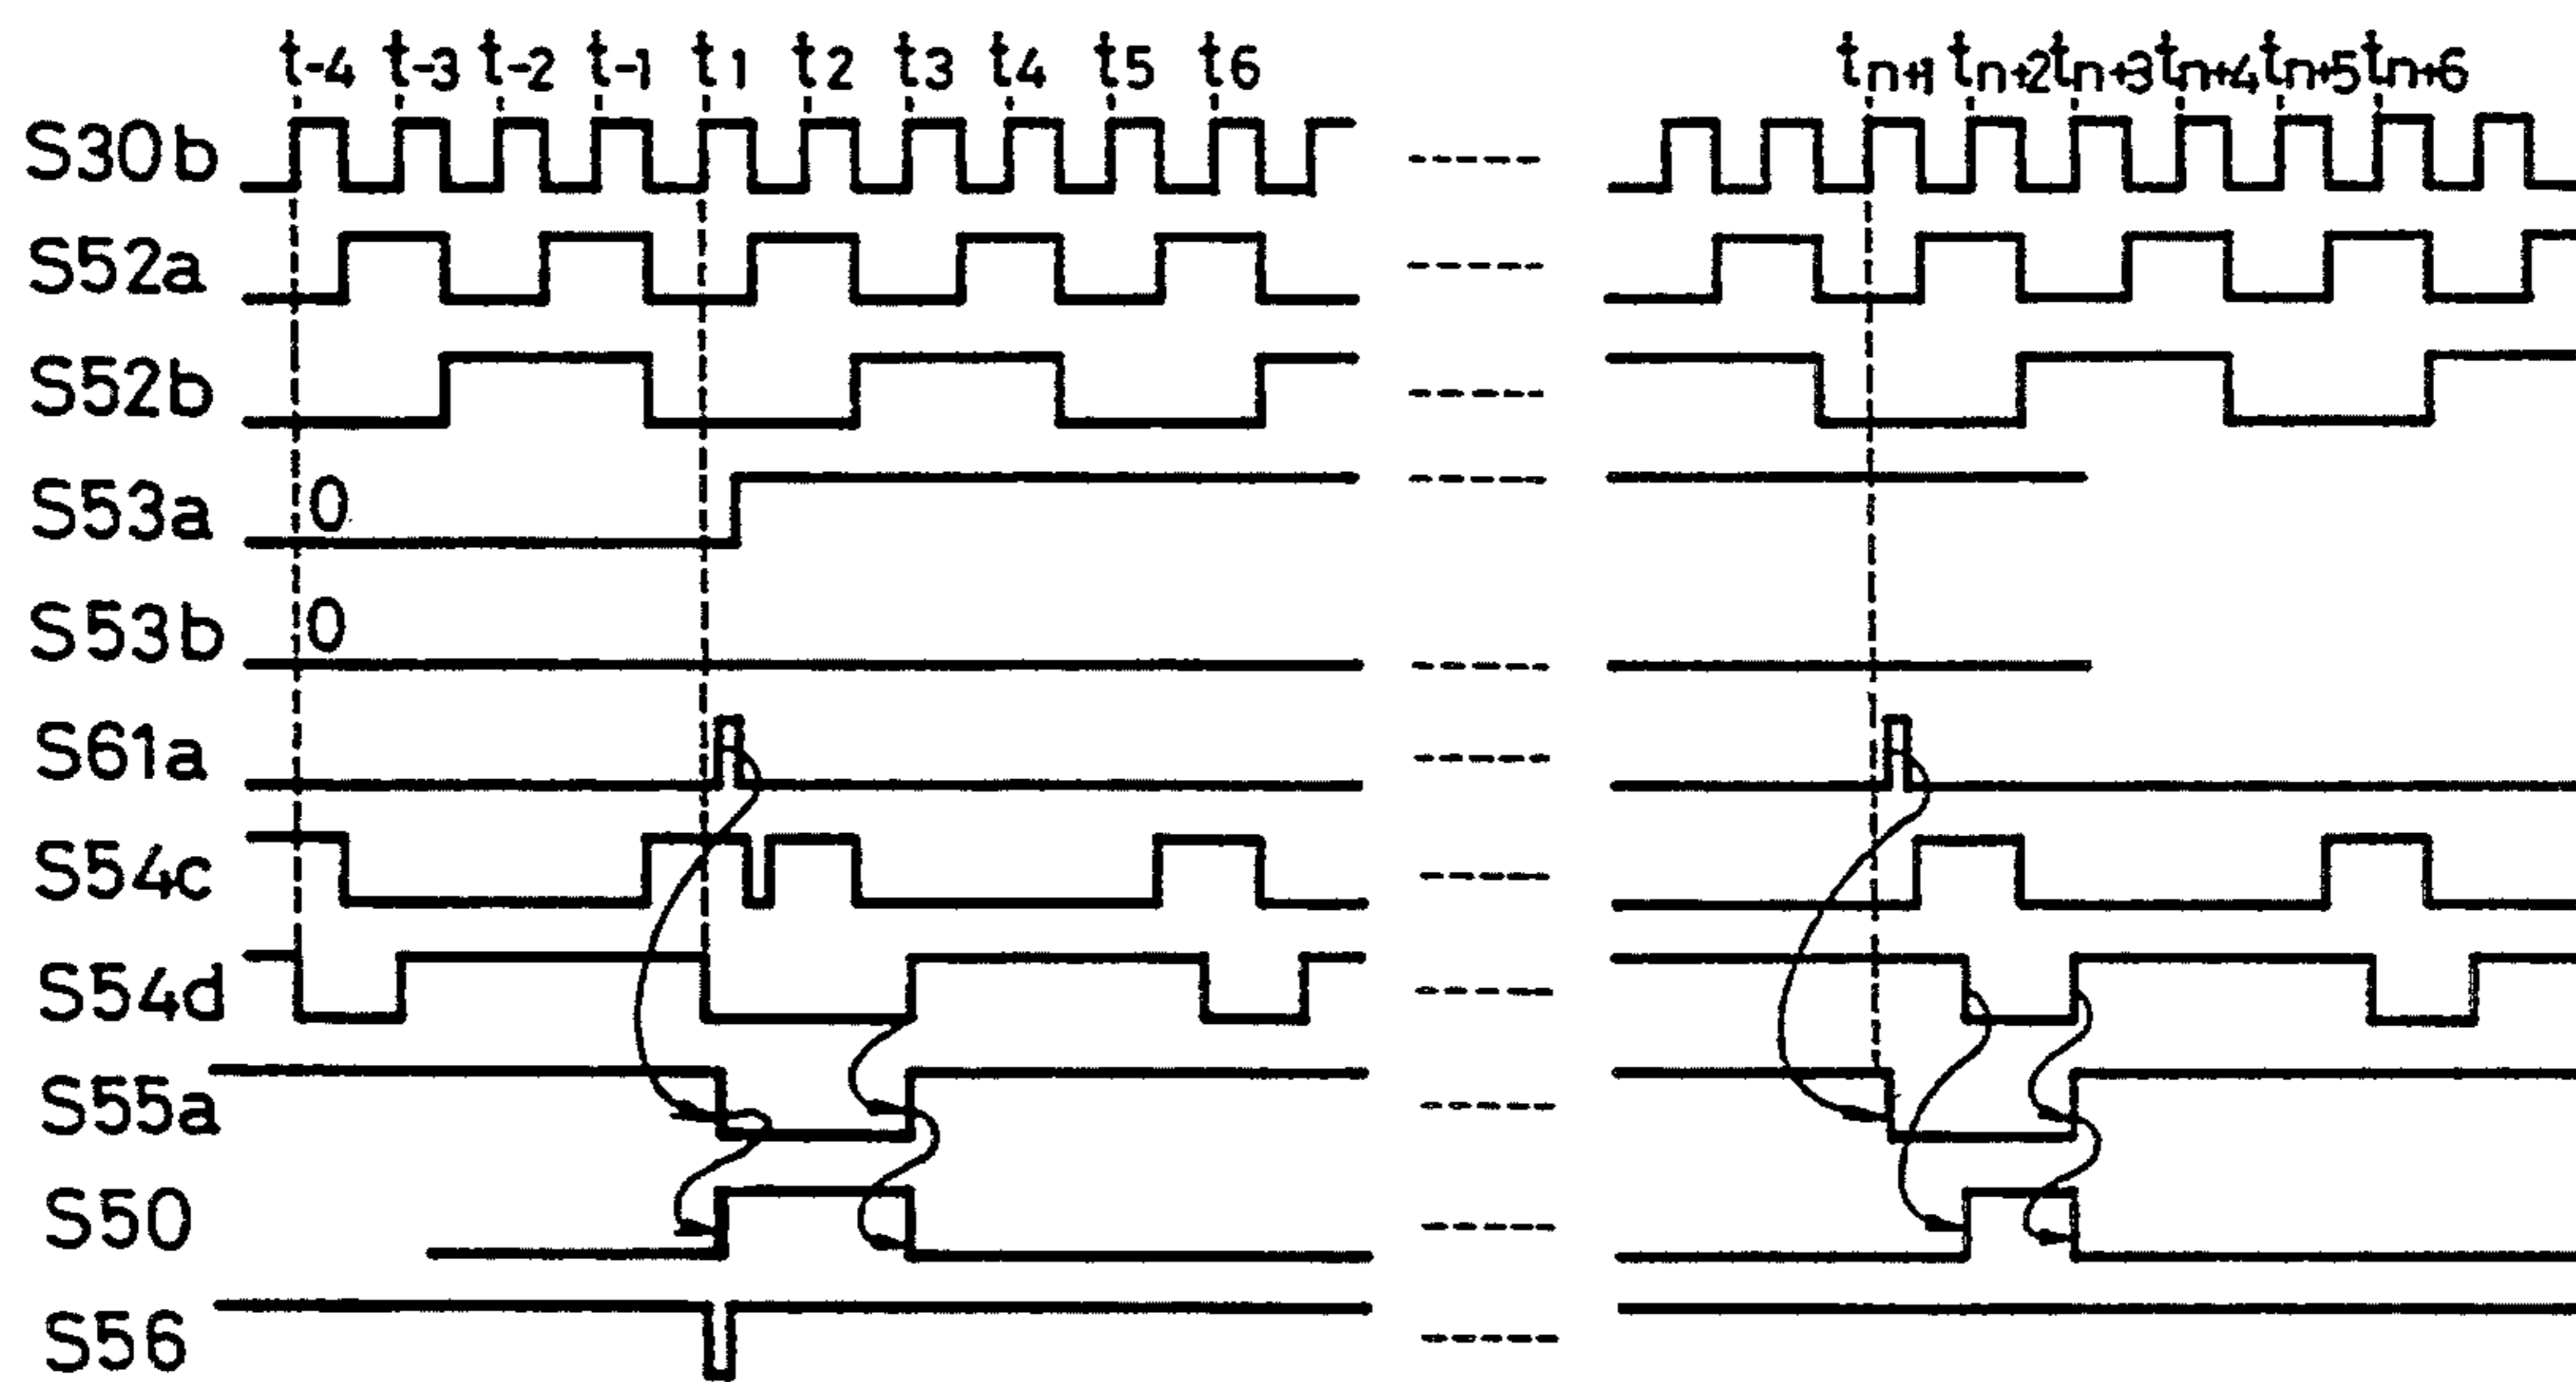 t-4 t-3 t-2 t-1 t1 t2 t3 t4 t5 t6 tn+1 tn+2 tn+3 tn+4 tn+5 tn+6
S30b
S52a
S52b
S53a 0
S53b 0
S61a
S54c
S54d
S55a
S50
S56